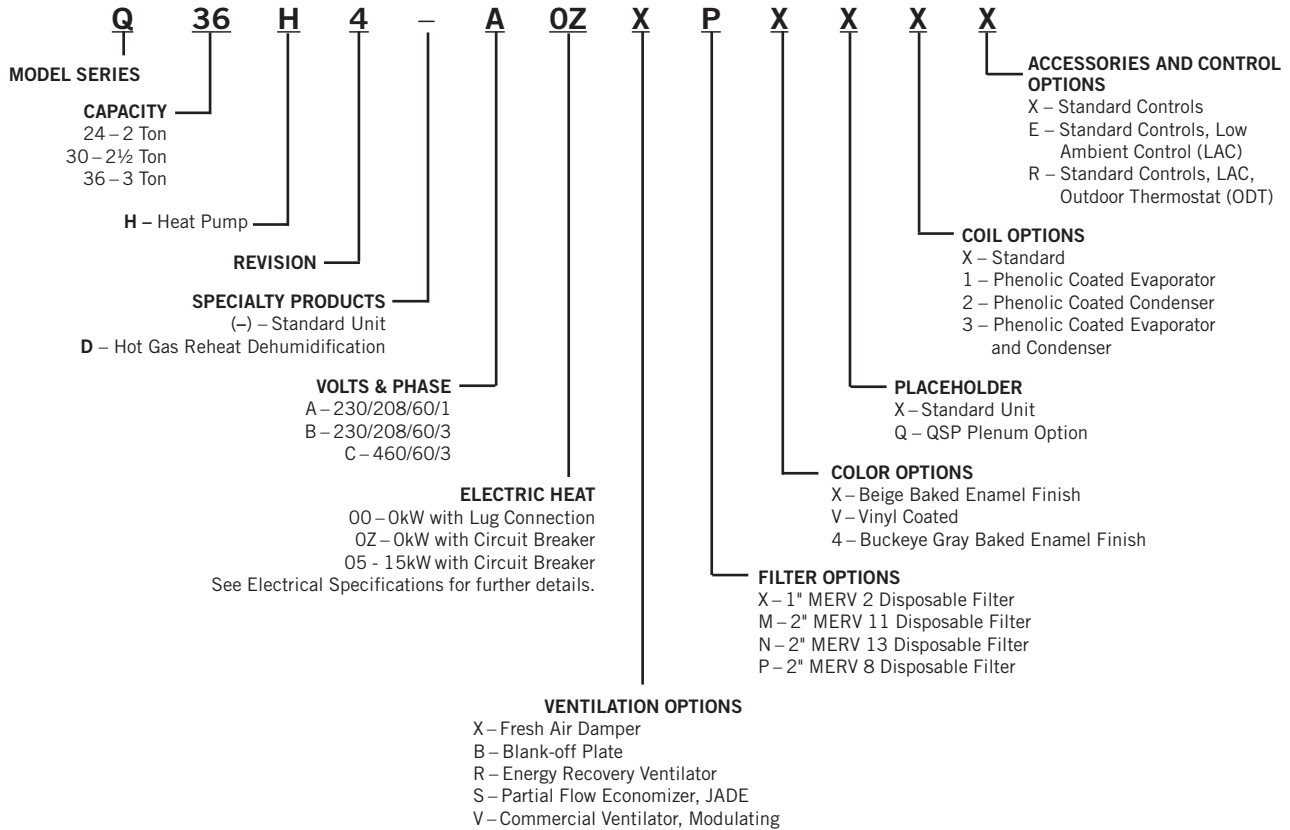 Q 36 H 4 – A 0Z X P X X X X
MODEL SERIES
CAPACITY
24 – 2 Ton
30 – 2½ Ton
36 – 3 Ton
H – Heat Pump
REVISION
SPECIALTY PRODUCTS
(–) – Standard Unit
D – Hot Gas Reheat Dehumidification
VOLTS & PHASE
A – 230/208/60/1
B – 230/208/60/3
C – 460/60/3
ELECTRIC HEAT
00 – 0kW with Lug Connection
0Z – 0kW with Circuit Breaker
05 - 15kW with Circuit Breaker
See Electrical Specifications for further details.
VENTILATION OPTIONS
X – Fresh Air Damper
B – Blank-off Plate
R – Energy Recovery Ventilator
S – Partial Flow Economizer, JADE
V – Commercial Ventilator, Modulating
FILTER OPTIONS
X – 1" MERV 2 Disposable Filter
M – 2" MERV 11 Disposable Filter
N – 2" MERV 13 Disposable Filter
P – 2" MERV 8 Disposable Filter
COLOR OPTIONS
X – Beige Baked Enamel Finish
V – Vinyl Coated
4 – Buckeye Gray Baked Enamel Finish
PLACEHOLDER
X – Standard Unit
Q – QSP Plenum Option
COIL OPTIONS
X – Standard
1 – Phenolic Coated Evaporator
2 – Phenolic Coated Condenser
3 – Phenolic Coated Evaporator
and Condenser
ACCESSORIES AND CONTROL
OPTIONS
X – Standard Controls
E – Standard Controls, Low
Ambient Control (LAC)
R – Standard Controls, LAC,
Outdoor Thermostat (ODT)